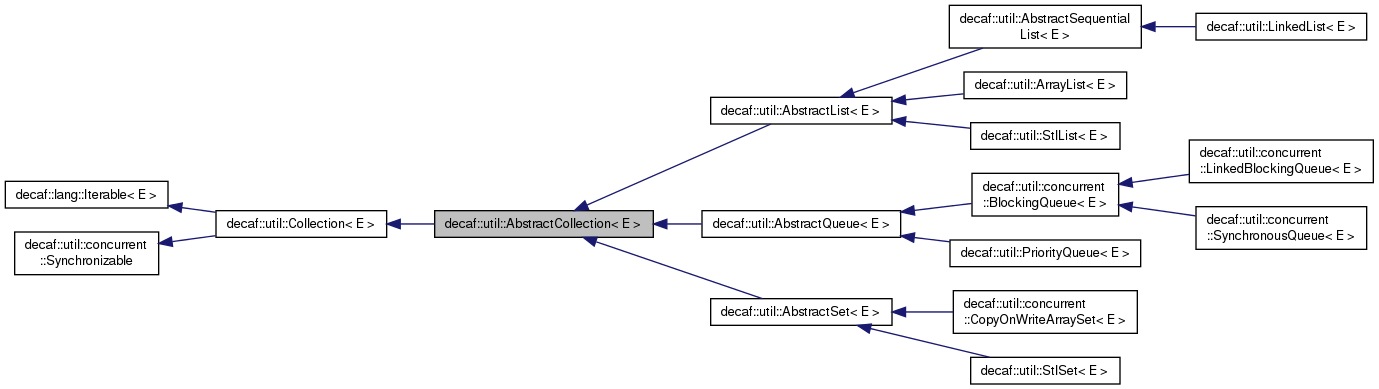 decaf::util::AbstractSequential
List< E >
decaf::util::LinkedList< E >
decaf::util::ArrayList< E >
decaf::util::AbstractList< E >
decaf::util::StlList< E >
decaf::util::concurrent
::LinkedBlockingQueue< E >
decaf::lang::Iterable< E >
decaf::util::concurrent
::BlockingQueue< E >
decaf::util::Collection< E >
decaf::util::AbstractCollection< E >
decaf::util::AbstractQueue< E >
decaf::util::concurrent
::SynchronousQueue< E >
decaf::util::concurrent
::Synchronizable
decaf::util::PriorityQueue< E >
decaf::util::AbstractSet< E >
decaf::util::concurrent
::CopyOnWriteArraySet< E >
decaf::util::StlSet< E >